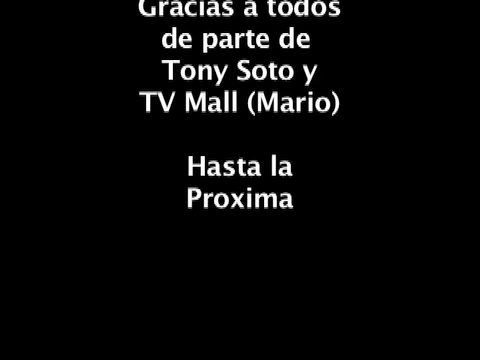 Gracias a todos
de parte de
Tony Soto y
TV Mall (Mario)
Hasta la
Proxima